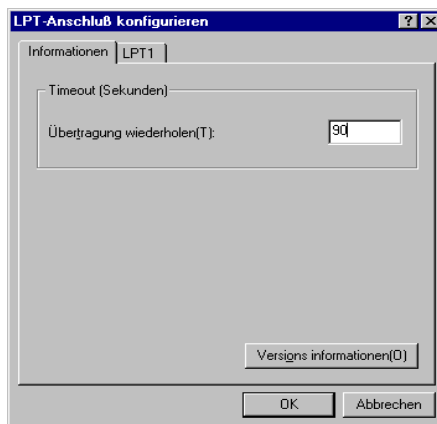 LPT-Anschluß konfigurieren
Informationen LPT1
Timeout (Sekunden)
Übertragung wiederholen(T): 90
Versions informationen(O)
OK Abbrechen